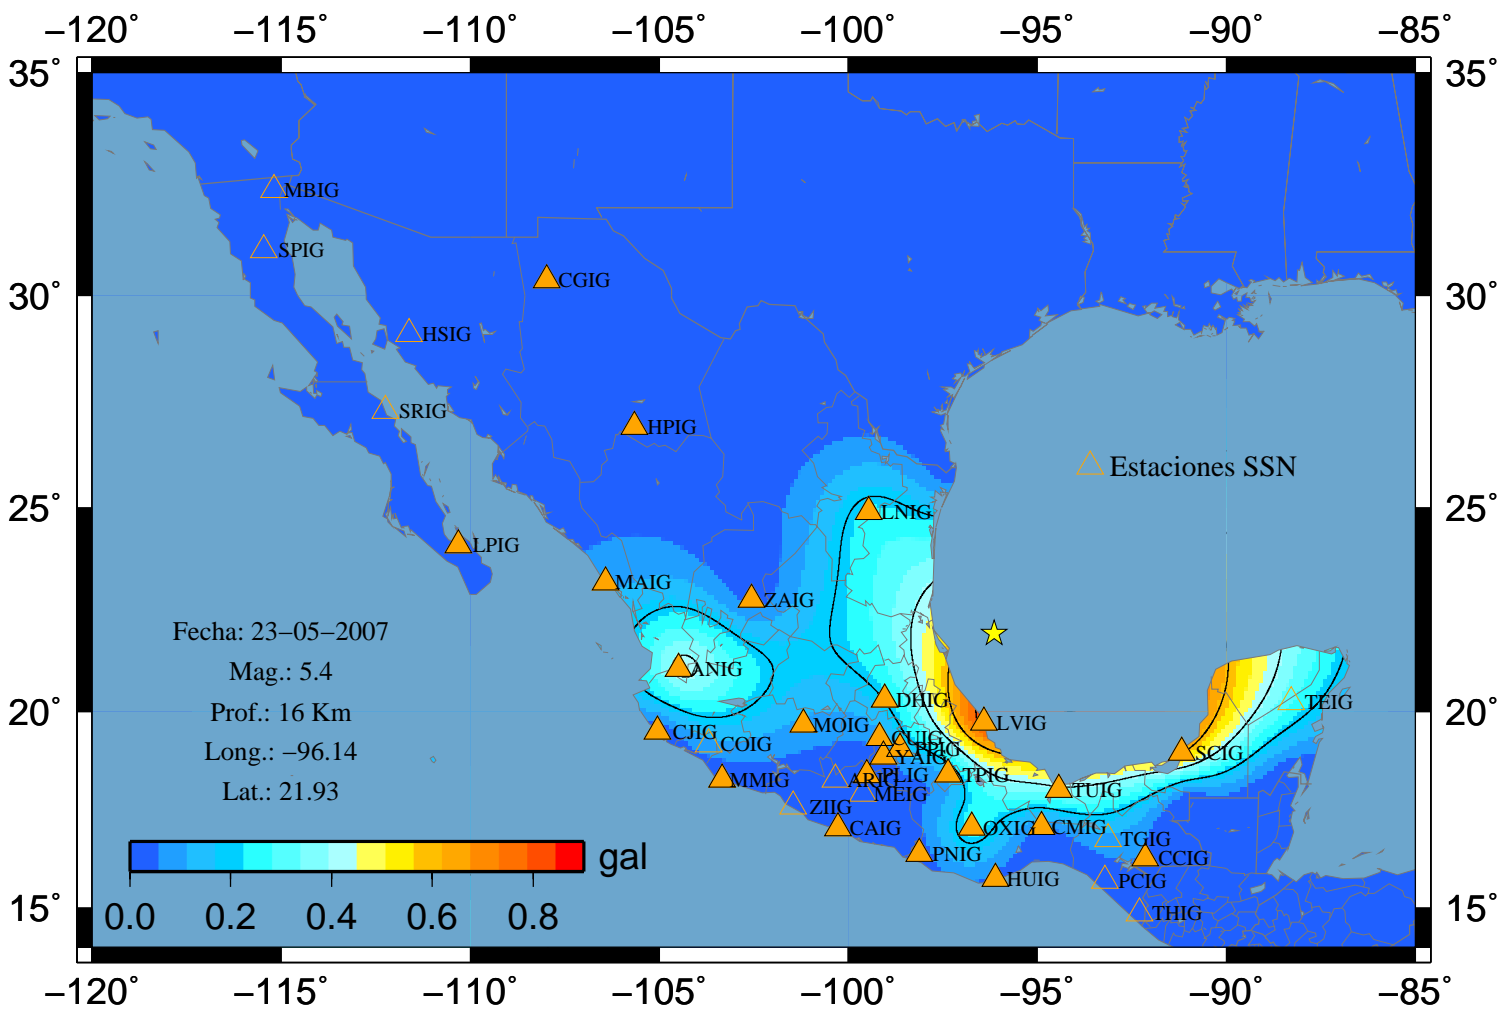 −120° −115° −110° −105° −100° −95° −90° −85°
35° 35°
MBIG
SPIG
CGIG
30° 30°
HSIG
SRIG
HPIG
Estaciones SSN
25° LNIG 25°
LPIG
MAIG
ZAIG
Fecha: 23−05−2007
Mag.: 5.4
ANIG
Prof.: 16 Km
DHIG
TEIG
20° 20°
MOIG
LVIG
CJIG
CUIG
COIG
PPIG
Long.: −96.14
SCIG
YAIG
PLIG
TPIG
MMIG
ARIG
Lat.: 21.93
TUIG
MEIG
ZIIG
CAIG
OXIG
CMIG
TGIG
PNIG
CCIG
gal
HUIG
PCIG
15° THIG 15°
0.0 0.2 0.4 0.6 0.8
−120° −115° −110° −105° −100° −95° −90° −85°